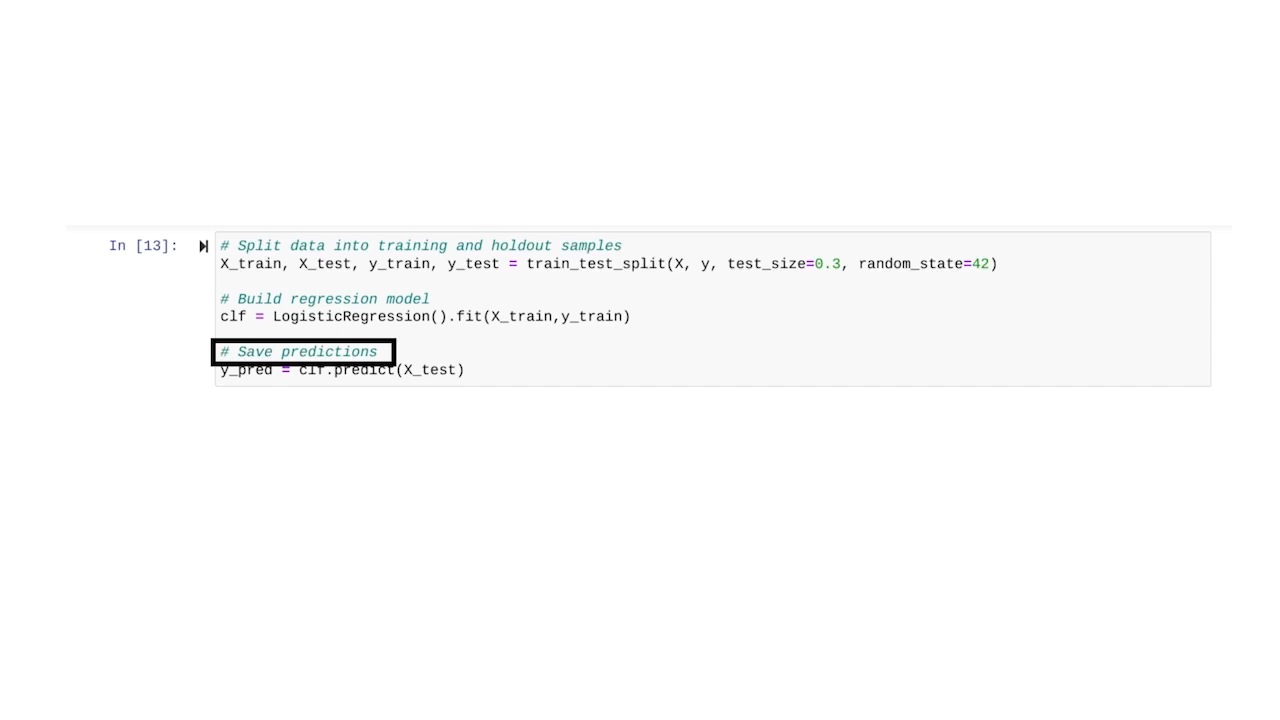 In [13]:
# Split data into training and holdout samples
X_train, X_test, y_train, y_test = train_test_split(X, y, test_size=0.3, random_state=42)
# Build regression model
clf = LogisticRegression().fit(X_train,y_train)
# Save predictions
y_pred = clf.predict(X_test)